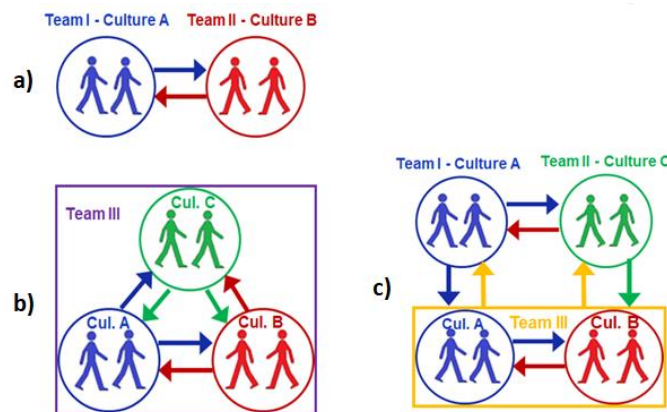 Team I - Culture A Team II - Culture B
a)
Team III
Cul. C
b)
Cul. A Cul. B
Team I - Culture A Team II - Culture C
c)
Cul. A Team III Cul. B